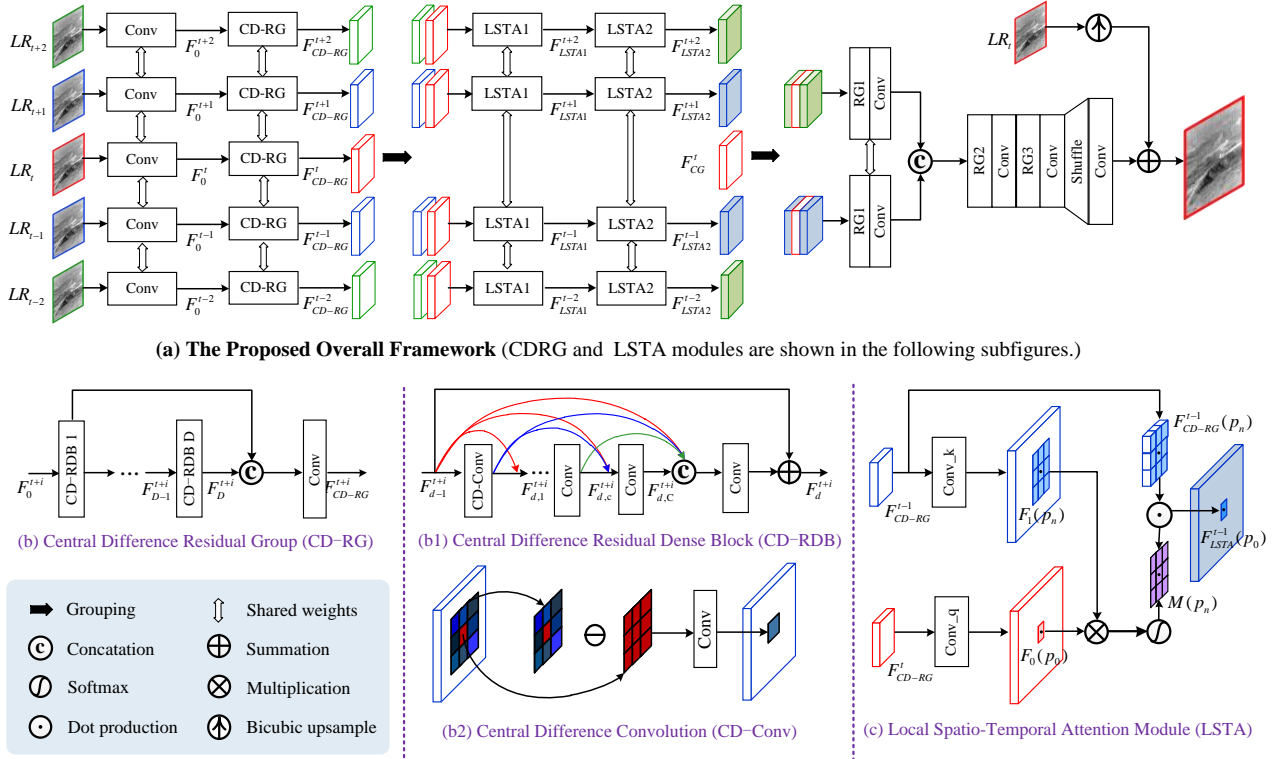 LR_{t+2} Conv F_0^{t+2} CD-RG F_{CD-RG}^{t+2} LSTA1 F_{LSTA1}^{t+2} LSTA2 F_{LSTA2}^{t+2}
LR_{t+1} Conv F_0^{t+1} CD-RG F_{CD-RG}^{t+1} LSTA1 F_{LSTA1}^{t+1} LSTA2 F_{LSTA2}^{t+1}
LR_t Conv F_0^t CD-RG F_{CD-RG}^t F_{CG}^t
LR_{t-1} Conv F_0^{t-1} CD-RG F_{CD-RG}^{t-1} LSTA1 F_{LSTA1}^{t-1} LSTA2 F_{LSTA2}^{t-1}
LR_{t-2} Conv F_0^{t-2} CD-RG F_{CD-RG}^{t-2} LSTA1 F_{LSTA1}^{t-2} LSTA2 F_{LSTA2}^{t-2}
LR_t
RG1 Conv
C
RG1 Conv
RG2 Conv RG3 Conv Shuffle Conv
(a) The Proposed Overall Framework (CDRG and LSTA modules are shown in the following subfigures.)
F_0^{t+i} CD-RDB 1 ... F_{D-1}^{t+i} CD-RDB D F_D^{t+i} C Conv F_{CD-RG}^{t+i}
(b) Central Difference Residual Group (CD-RG)
F_{d-1}^{t+i} CD-Conv F_{d,1}^{t+i} ... Conv F_{d,c}^{t+i} Conv F_{d,C}^{t+i} C Conv F_d^{t+i}
(b1) Central Difference Residual Dense Block (CD-RDB)
Conv
(b2) Central Difference Convolution (CD-Conv)
F_{CD-RG}^{t-1} Conv_k F_1(p_n) F_{CD-RG}^{t-1}(p_n)
F_{LSTA}^{t-1}(p_0)
M(p_n)
F_{CD-RG}^t Conv_q F_0(p_0)
(c) Local Spatio-Temporal Attention Module (LSTA)
Grouping
Shared weights
C Concatation
Summation
Softmax
Multiplication
Dot production
Bicubic upsample